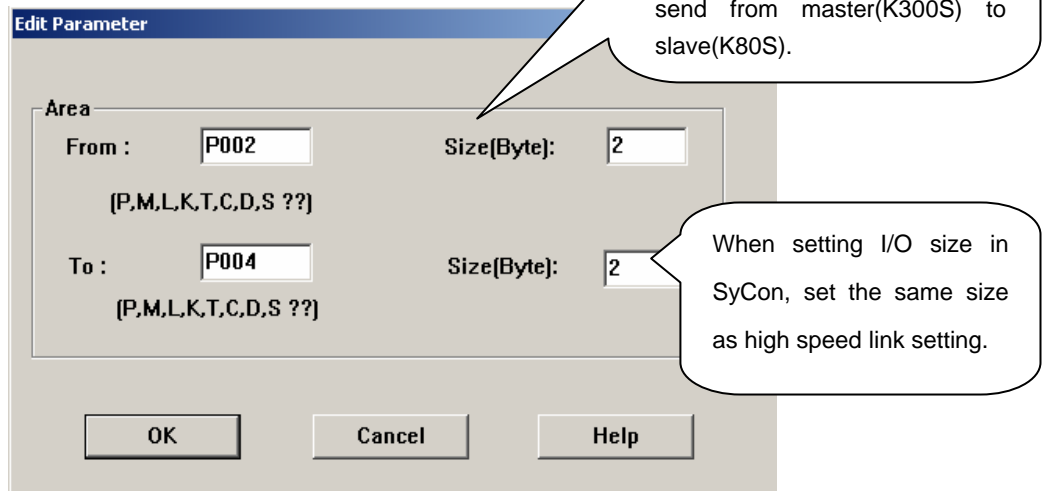 send from master(K300S) to
slave(K80S).
Edit Parameter
Area
From : P002 Size(Byte): 2
(P,M,L,K,T,C,D,S ??)
To : P004 Size(Byte): 2
(P,M,L,K,T,C,D,S ??)
When setting I/O size in
SyCon, set the same size
as high speed link setting.
OK Cancel Help